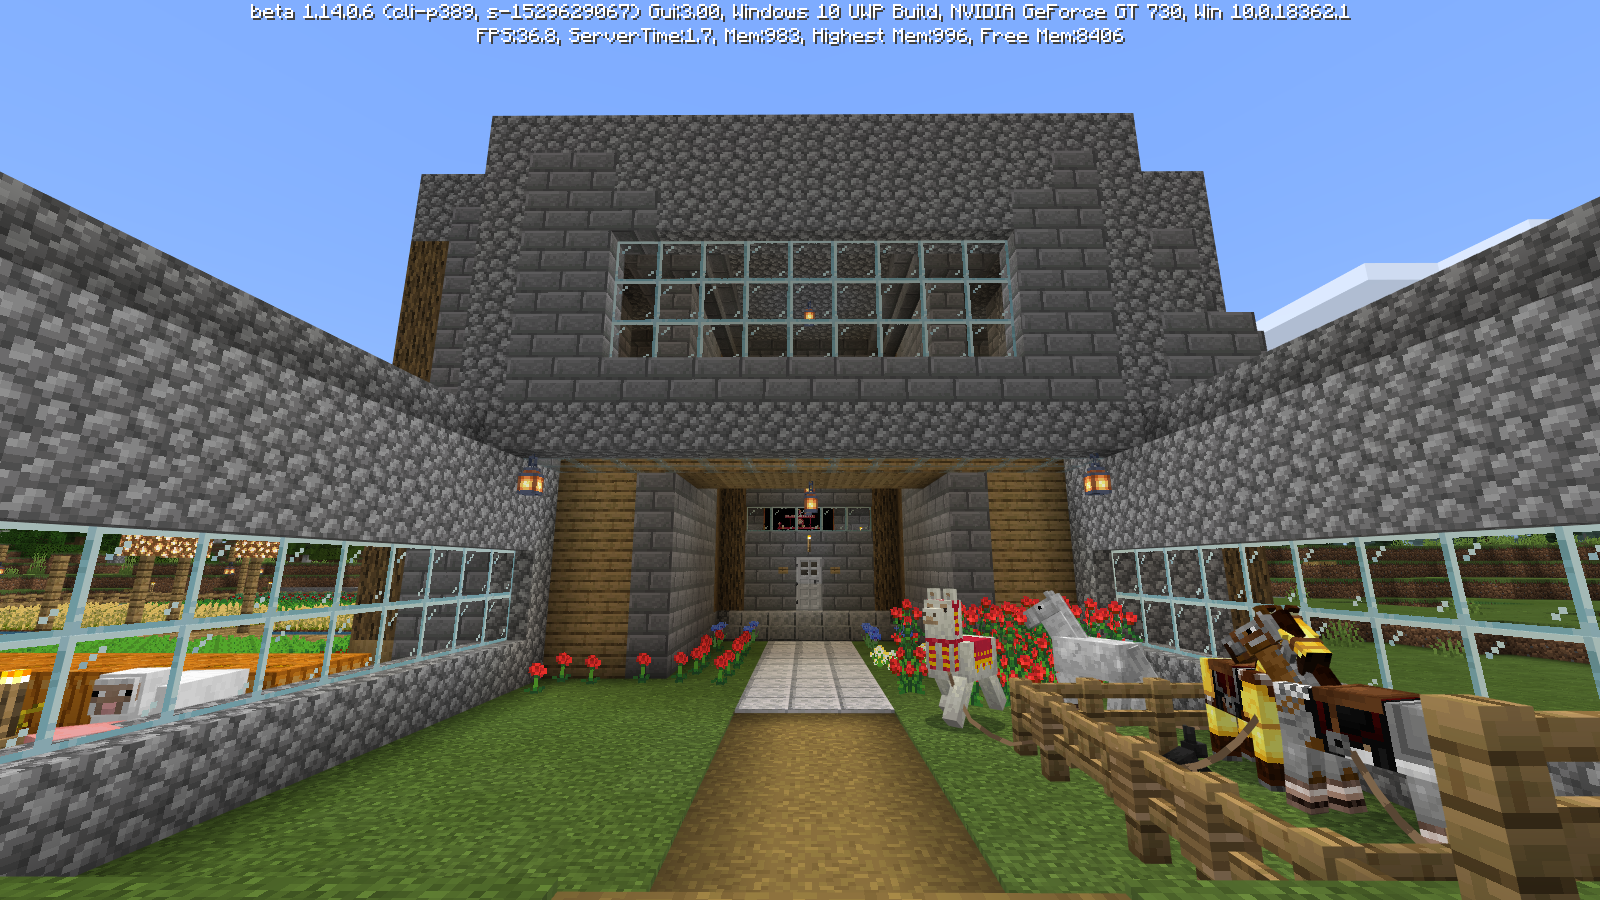 beta 1.14.0.6 (cli-p389, s-1529629067) Gui:3.00, Windows 10 UWP Build, NVIDIA GeForce GT 730, Win 10.0.18362.1
FPS:36.8, ServerTime:1.7, Mem:983, Highest Mem:996, Free Mem:8406